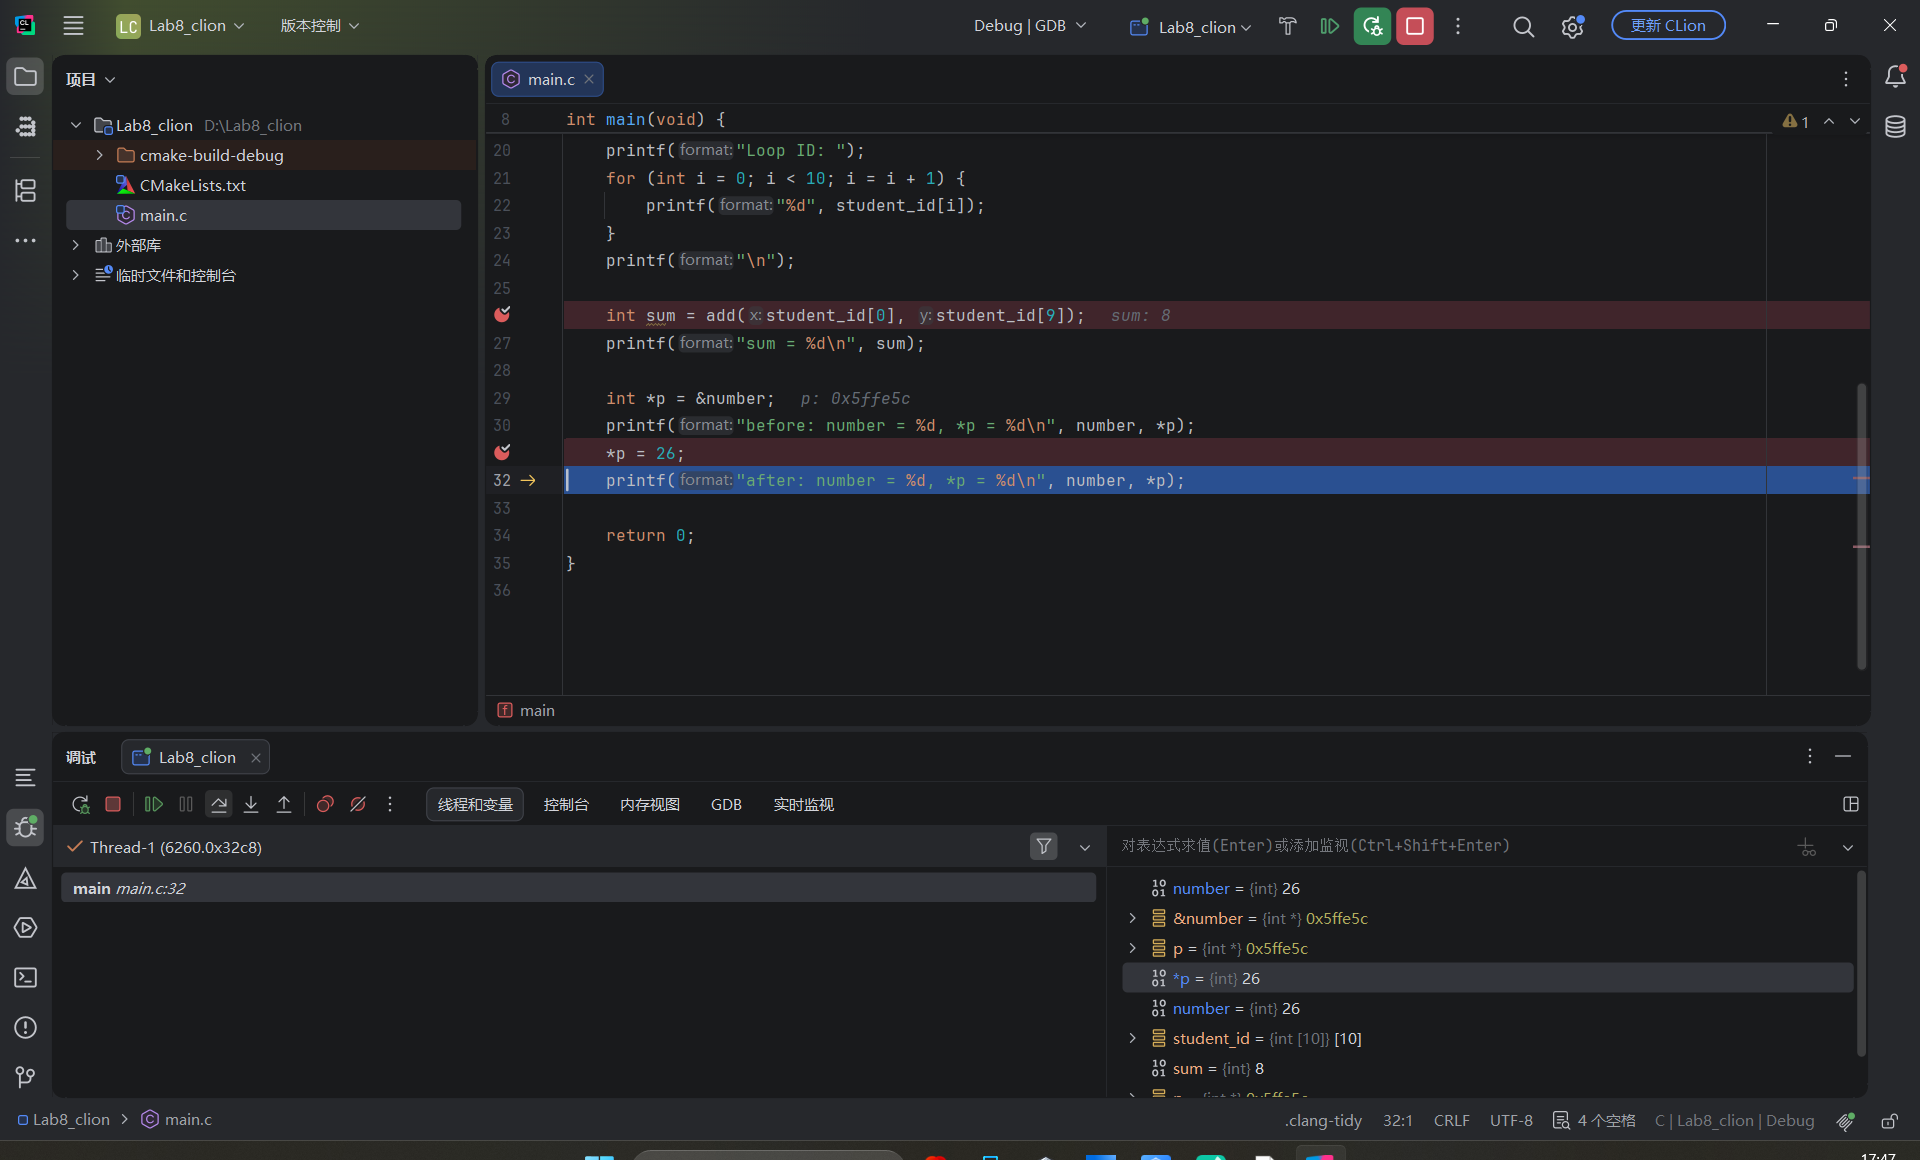 LC Lab8_clion 版本控制 Debug | GDB Lab8_clion 更新 CLion
项目
Lab8_clion D:\Lab8_clion
cmake-build-debug
CMakeLists.txt
main.c
外部库
临时文件和控制台
main.c
8 int main(void) {
1
20 printf(format:"Loop ID: ");
21 for (int i = 0; i < 10; i = i + 1) {
22 printf(format:"%d", student_id[i]);
23 }
24 printf(format:"\n");
25
int sum = add(x:student_id[0], y:student_id[9]); sum: 8
27 printf(format:"sum = %d\n", sum);
28
29 int *p = &number; p: 0x5ffe5c
30 printf(format:"before: number = %d, *p = %d\n", number, *p);
*p = 26;
32 printf(format:"after: number = %d, *p = %d\n", number, *p);
33
34 return 0;
35 }
36
f main
调试 Lab8_clion
线程和变量 控制台 内存视图 GDB 实时监视
Thread-1 (6260.0x32c8)
main main.c:32
对表达式求值(Enter)或添加监视(Ctrl+Shift+Enter)
number = {int} 26
&number = {int *} 0x5ffe5c
p = {int *} 0x5ffe5c
*p = {int} 26
number = {int} 26
student_id = {int [10]} [10]
sum = {int} 8
p = {int *} 0x5ffe5c
Lab8_clion main.c .clang-tidy 32:1 CRLF UTF-8 4 个空格 C | Lab8_clion | Debug
17:47